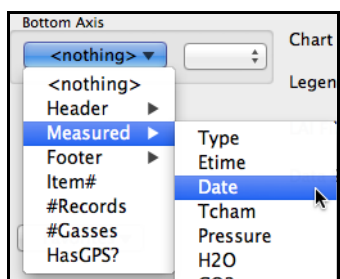 Bottom Axis
<nothing>
Chart
<nothing>
Legen
Header
Measured
Footer
Item#
#Records
#Gasses
HasGPS?
Type
Etime
Date
Tcham
Pressure
H2O